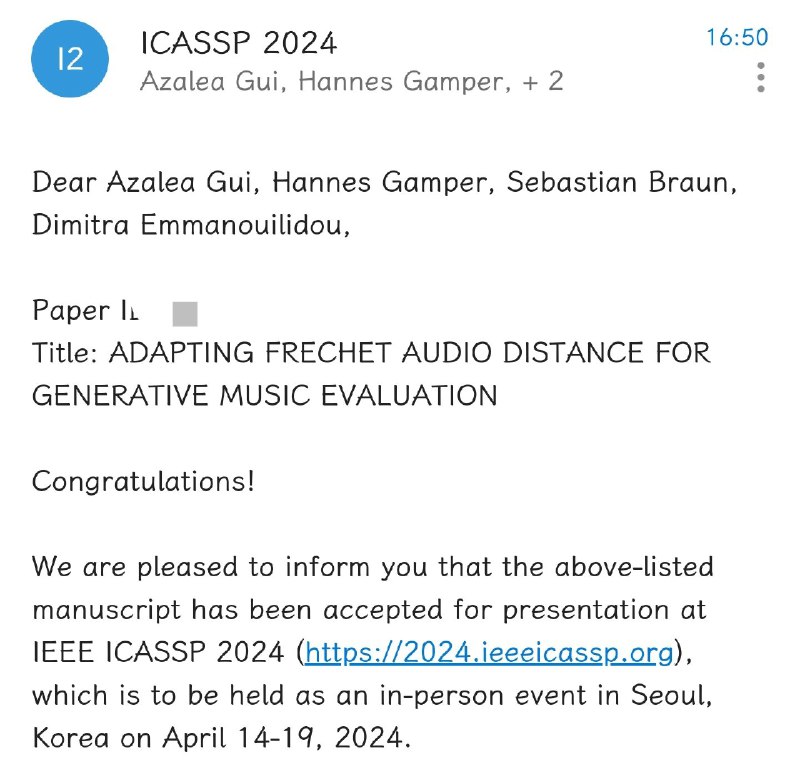 I2
ICASSP 2024
16:50
Azalea Gui, Hannes Gamper, + 2
Dear Azalea Gui, Hannes Gamper, Sebastian Braun,
Dimitra Emmanouilidou,
Paper
Title: ADAPTING FRECHET AUDIO DISTANCE FOR
GENERATIVE MUSIC EVALUATION
Congratulations!
We are pleased to inform you that the above-listed
manuscript has been accepted for presentation at
IEEE ICASSP 2024 (https://2024.ieeeicassp.org),
which is to be held as an in-person event in Seoul,
Korea on April 14-19, 2024.